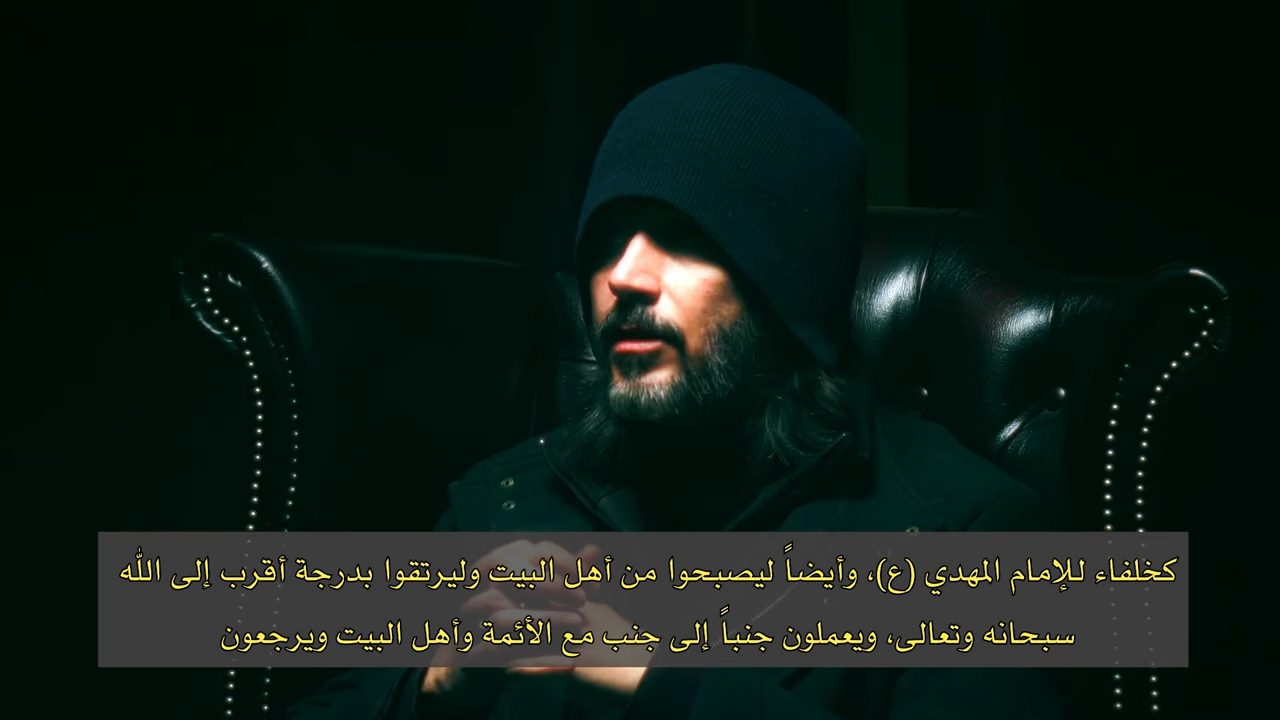 كخلفاء للإمام المهدي (ع)، وأيضاً ليصبحوا من أهل البيت وليرتقوا بدرجة أقرب إلى الله
سبحانه وتعالى، ويعملون جنباً إلى جنب مع الأئمة وأهل البيت ويرجعون